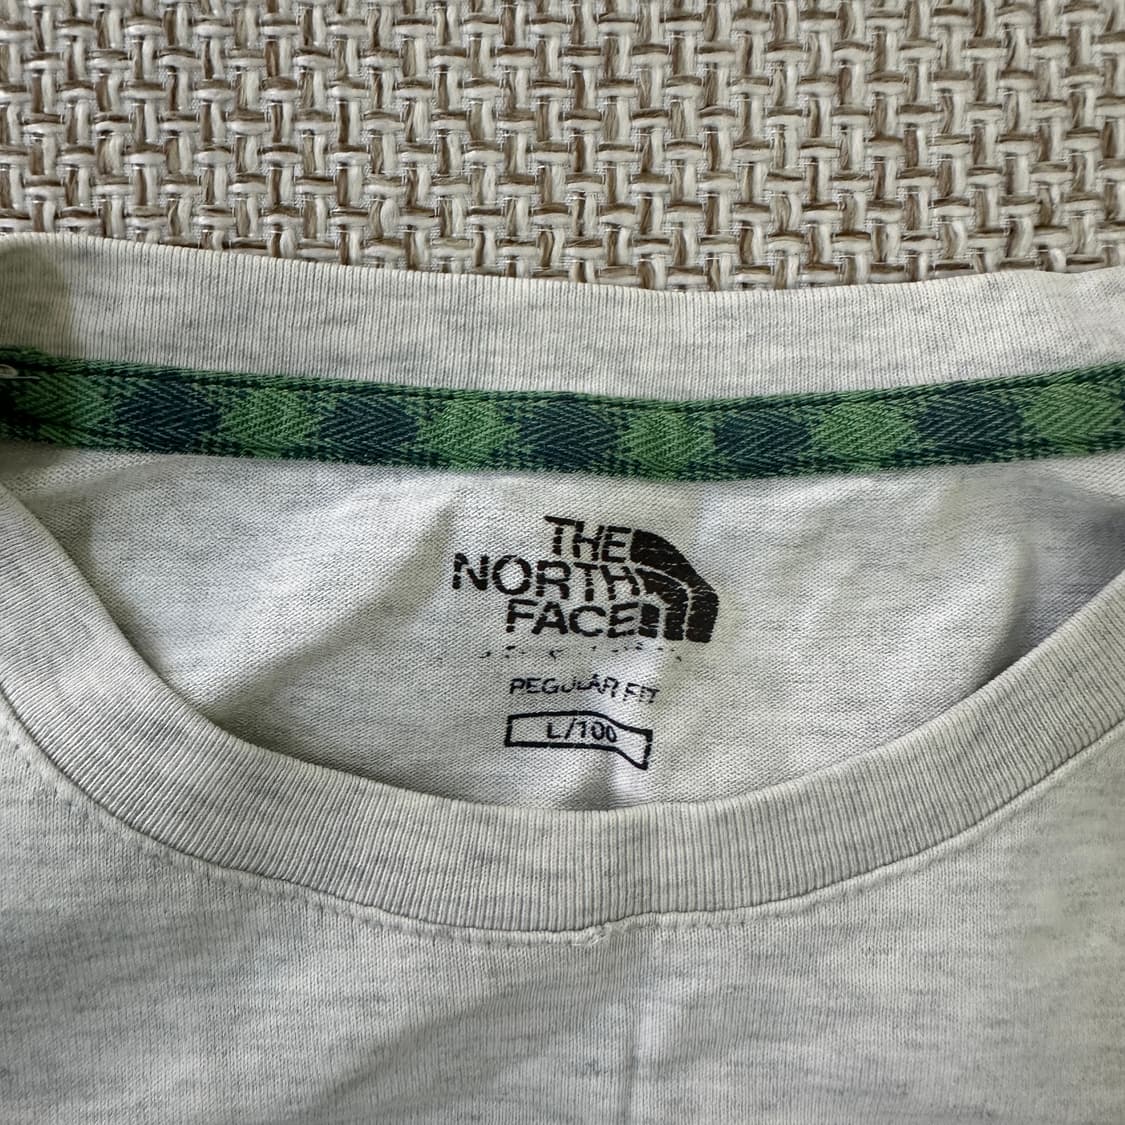 THE
NORTH
FACE
REGULAR FIT
L/100